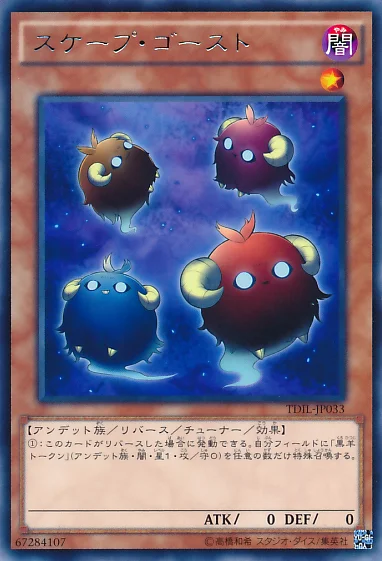 スケープ・ゴースト
闇
TDIL-JP033
【アンデット族/リバース/チューナー/効果】
①:このカードがリバースした場合に発動できる。自分フィールドに「黒羊
トークン」(アンデット族・闇・星1・攻/守0)を任意の数だけ特殊召喚する。
ATK/ 0 DEF/ 0
67284107
©高橋和希 スタジオ・ダイス/集英社